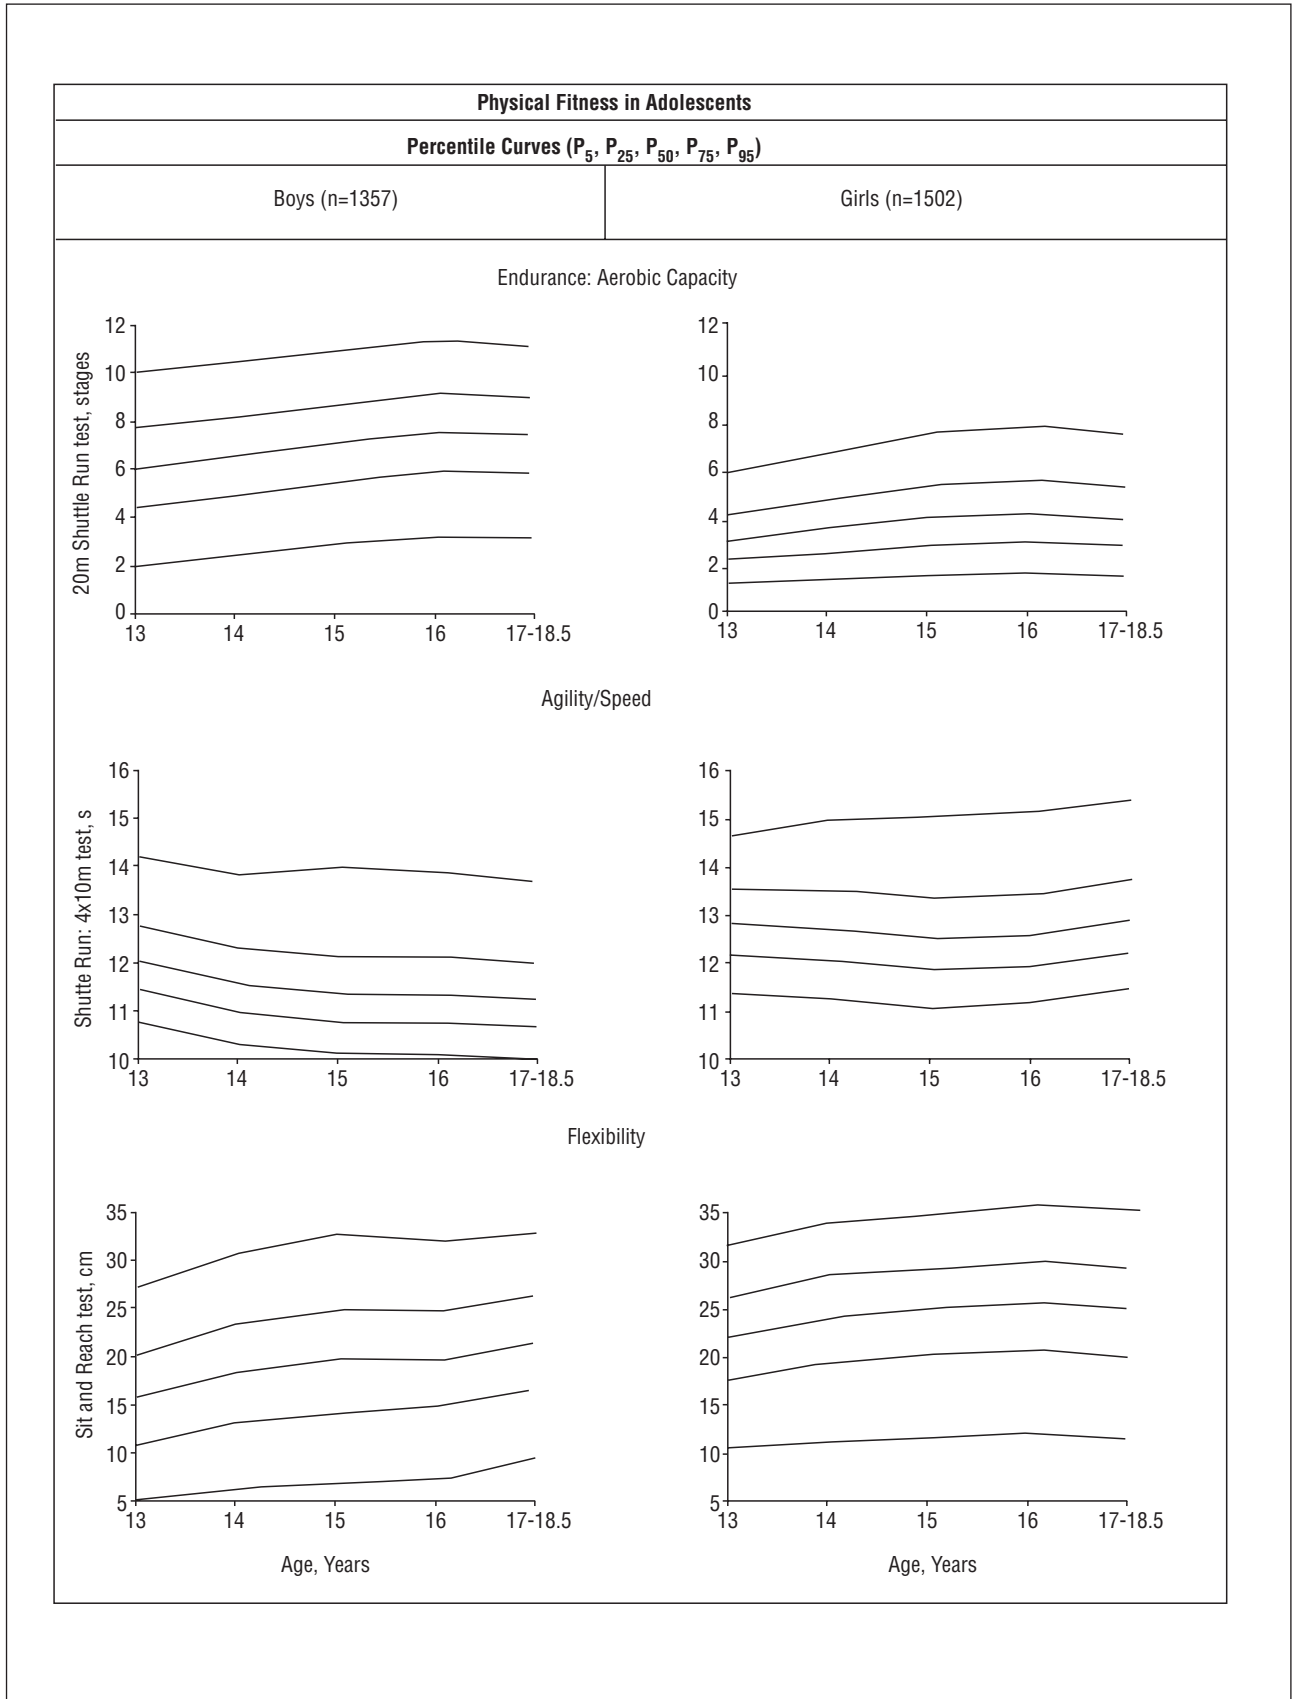 Physical Fitness in Adolescents
Percentile Curves (P5, P25, P50, P75, P95)
Boys (n=1357)
Girls (n=1502)
Endurance: Aerobic Capacity
20m Shuttle Run test, stages
12
10
8
6
4
2
0
13 14 15 16 17-18.5
12
10
8
6
4
2
0
13 14 15 16 17-18.5
Agility/Speed
Shutte Run: 4x10m test, s
16
15
14
13
12
11
10
13 14 15 16 17-18.5
16
15
14
13
12
11
10
13 14 15 16 17-18.5
Flexibility
Sit and Reach test, cm
35
30
25
20
15
10
5
13 14 15 16 17-18.5
Age, Years
35
30
25
20
15
10
5
13 14 15 16 17-18.5
Age, Years